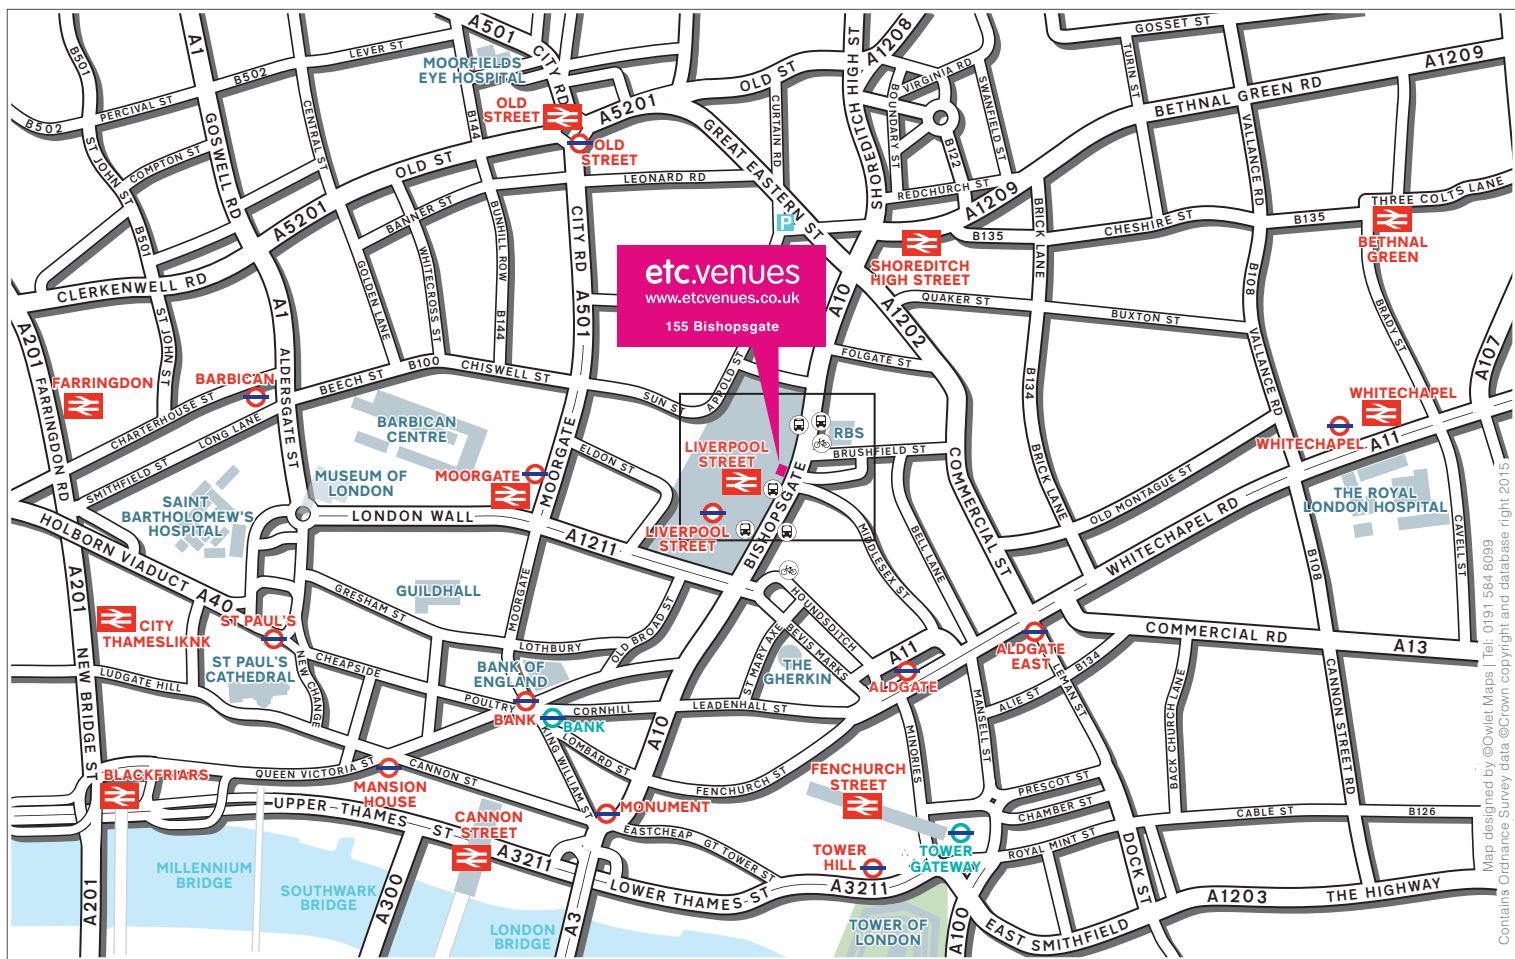 A501
CITY RD
GOSSET ST
A1208
B501
A1
LEVER ST
MOORFIELDS
EYE HOSPITAL
B502
OLD ST
SHOREDITCH HIGH ST
VIRGINIA RD
TURIN ST
A1209
PERCIVAL ST
CENTRAL ST
B144
OLD
STREET
A5201
CURTAIN RD
BOUNDARY ST
SWANFIELD ST
BETHNAL GREEN RD
B502
GOSWELL RD
OLD
STREET
GREAT EASTERN ST
B122
VALLANCE RD
ST JOHN ST
COMPTON ST
OLD ST
LEONARD RD
REDCHURCH ST
A1209
THREE COLTS LANE
B501
A5201
BANNER ST
BUNHILL ROW
CITY RD
P
B135
BRICK LANE
CHESHIRE ST
B135
BETHNAL
GREEN
etc.venues
www.etcvenues.co.uk
155 Bishopsgate
SHOREDITCH
HIGH STREET
CLERKENWELL RD
GOLDEN LANE
WHITECROSS ST
A10
QUAKER ST
BUXTON ST
B108
BRADY ST
A1
A501
B144
A1202
A201
ST JOHN ST
ALDERSGATE ST
B100
CHISWELL ST
APPOLD ST
FOLGATE ST
VALLANCE RD
A107
FARRINGDON
BARBICAN
BEECH ST
SUN ST
B134
WHITECHAPEL
FARRINGDON RD
CHARTERHOUSE ST
LONG LANE
BARBICAN
CENTRE
RBS
WHITECHAPEL
A11
MOORGATE
ELDON ST
LIVERPOOL
STREET
BRUSHFIELD ST
BRICK LANE
SMITHFIELD ST
MUSEUM OF
LONDON
MOORGATE
COMMERCIAL ST
SAINT
BARTHOLOMEW'S
HOSPITAL
LONDON WALL
OLD MONTAGUE ST
THE ROYAL
LONDON HOSPITAL
HOLBORN VIADUCT
A1211
LIVERPOOL
STREET
BISHOPSGATE
MIDDLESEX ST
BELL LANE
WHITECHAPEL RD
CAVELL ST
B108
A201
A40
GRESHAM ST
GUILDHALL
MOORGATE
HOUNDSDITCH
CITY
THAMESLIKNK
ST PAUL'S
OLD BROAD ST
ST MARY AXE
BEVIS MARKS
A11
COMMERCIAL RD
A13
ST PAUL'S
CATHEDRAL
CHEAPSIDE
LOTHBURY
BANK OF
ENGLAND
THE
GHERKIN
ALDGATE
ALDGATE
EAST
B134
LUDGATE HILL
NEW CHANGE
POULTRY
BANK
BANK
CORNHILL
LEADENHALL ST
ALIE ST
LEMAN ST
MANSELL ST
BACK CHURCH LANE
CANNON STREET RD
NEW BRIDGE ST
KING WILLIAM ST
LOMBARD ST
A10
MINORIES
BLACKFRIARS
QUEEN VICTORIA ST
MANSION
HOUSE
CANNON ST
FENCHURCH ST
FENCHURCH
STREET
PRESCOT ST
CHAMBER ST
UPPER THAMES ST
CANNON
STREET
MONUMENT
EASTCHEAP
GT TOWER ST
CABLE ST
B126
A3211
TOWER
HILL
TOWER
GATEWAY
ROYAL MINT ST
DOCK ST
MILLENNIUM
BRIDGE
SOUTHWARK
BRIDGE
A201
A300
LOWER THAMES ST
A3211
A1203
THE HIGHWAY
LONDON
BRIDGE
A3
TOWER OF
LONDON
A100
EAST SMITHFIELD
Map designed by ©Owlet Maps | Tel: 0191 584 8099
Contains Ordnance Survey data ©Crown copyright and database right 2015